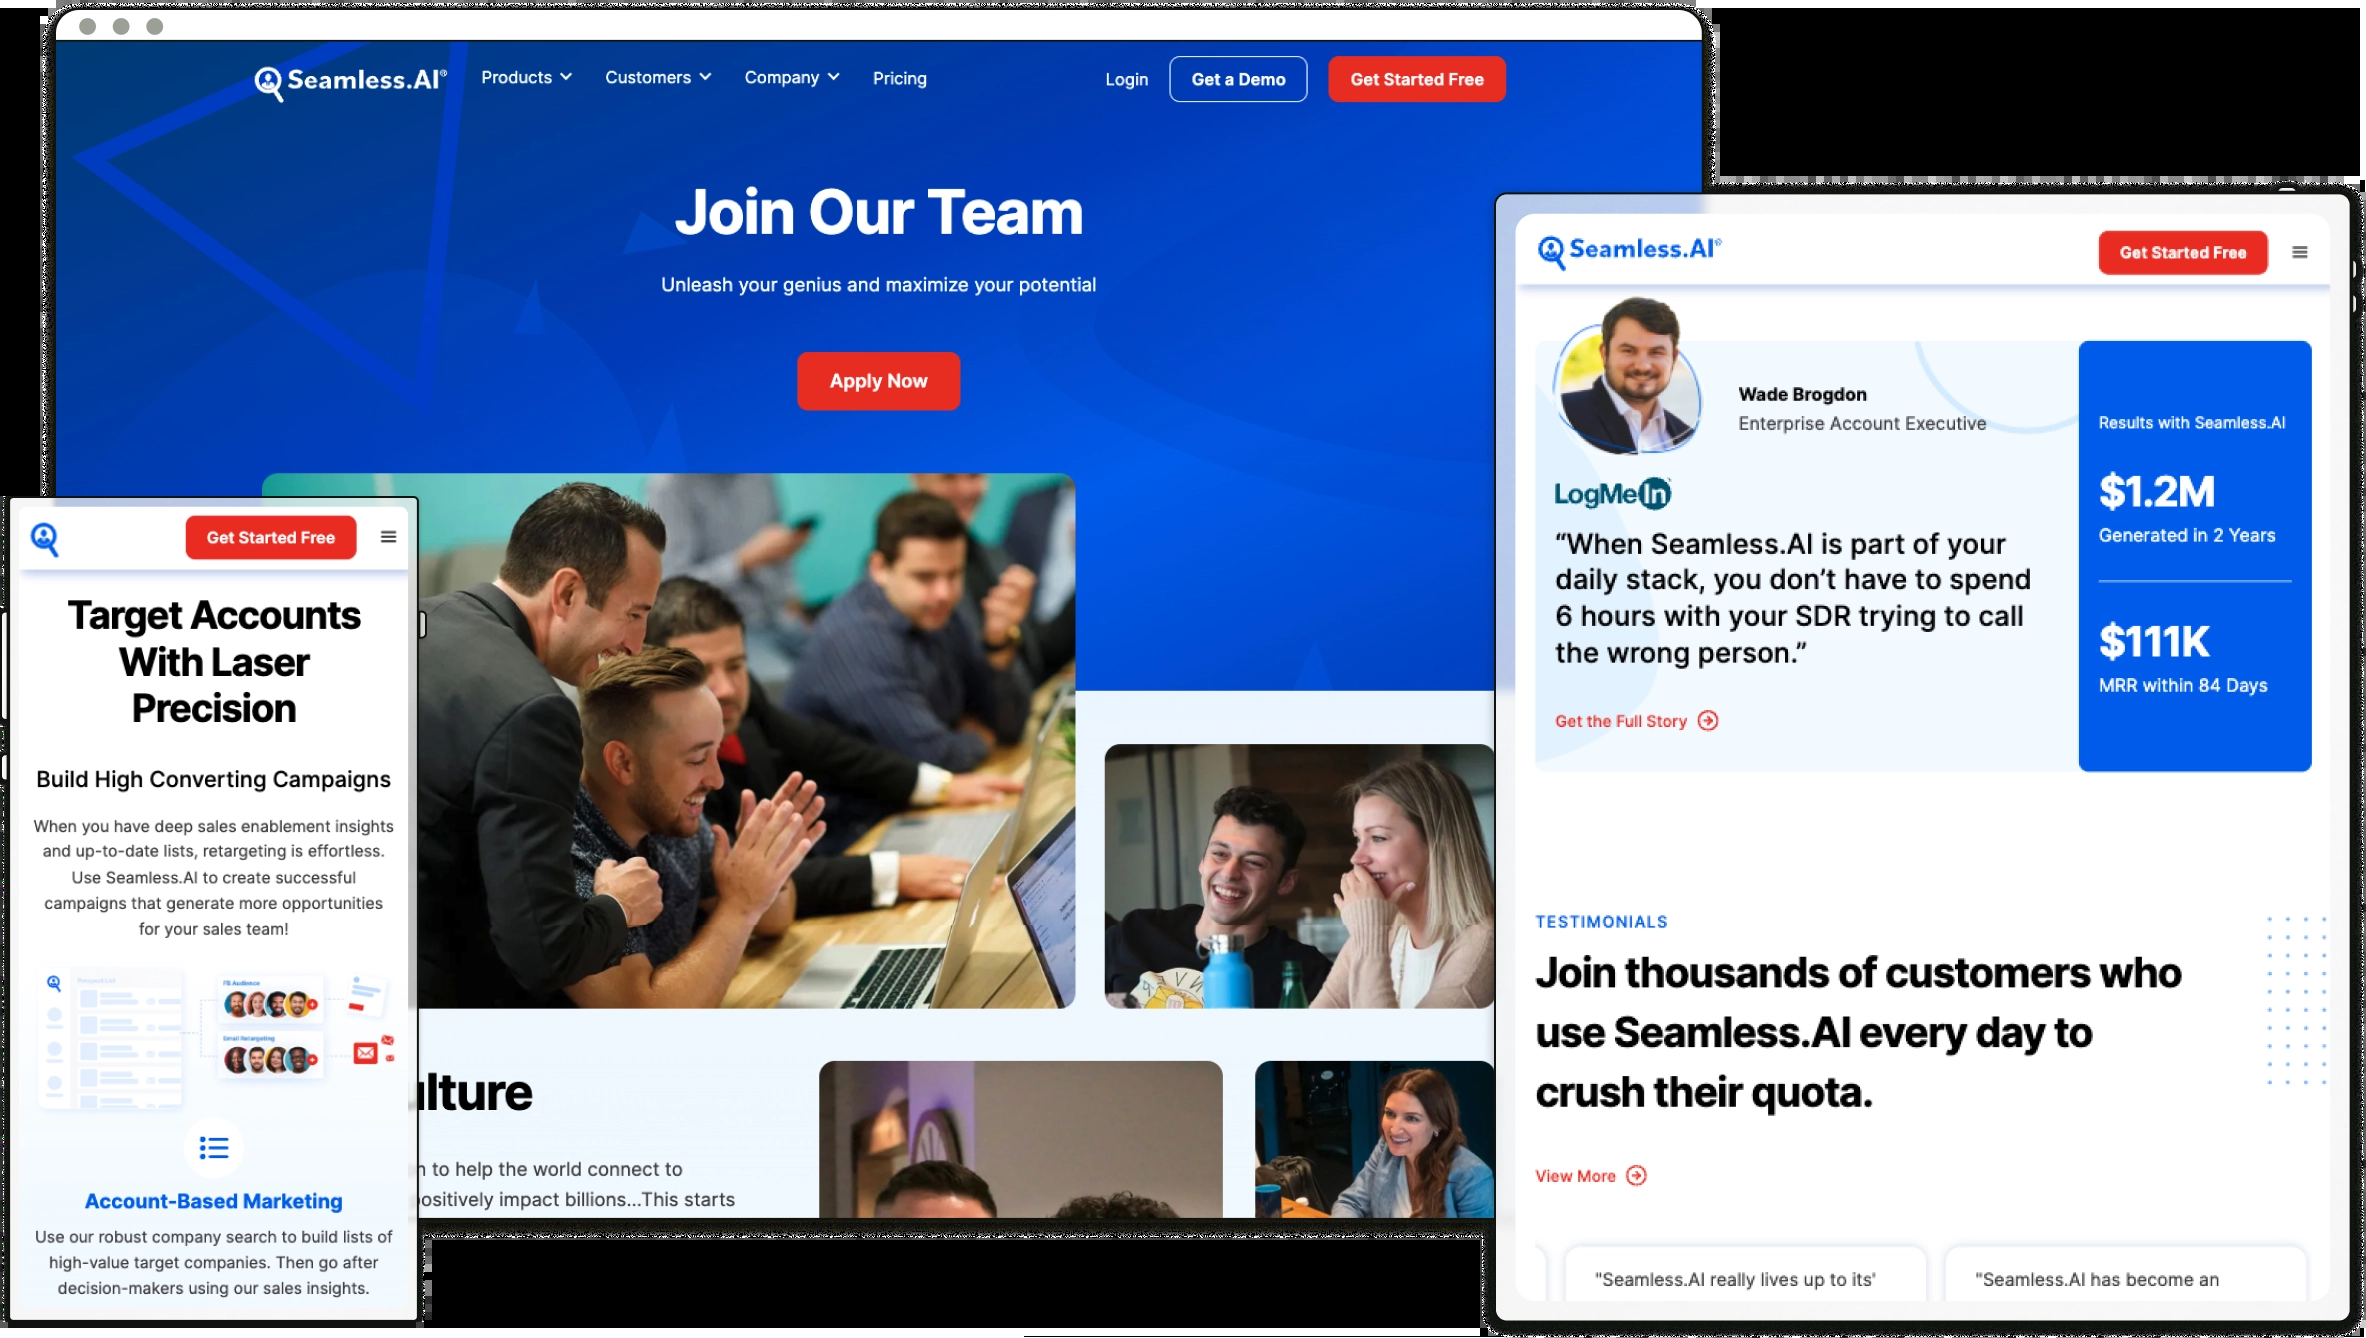 Seamless.AI®
Products
Customers
Company
Pricing
Login
Get a Demo
Get Started Free
Join Our Team
Unleash your genius and maximize your potential
Apply Now
to help the world connect to
impact billions...This starts
Get Started Free
Target Accounts
With Laser
Precision
Build High Converting Campaigns
When you have deep sales enablement insights
and up-to-date lists, retargeting is effortless.
Use Seamless.AI to create successful
campaigns that generate more opportunities
for your sales team!
Prospect List
FB Audience
Email Retargeting
Account-Based Marketing
Use our robust company search to build lists of
high-value target companies. Then go after
decision-makers using our sales insights.
Seamless.AI®
Get Started Free
Wade Brogdon
Enterprise Account Executive
LogMeIn
“When Seamless.AI is part of your
daily stack, you don’t have to spend
6 hours with your SDR trying to call
the wrong person.”
Get the Full Story
Results with Seamless.AI
$1.2M
Generated in 2 Years
$111K
MRR within 84 Days
TESTIMONIALS
Join thousands of customers who
use Seamless.AI every day to
crush their quota.
View More
"Seamless.AI really lives up to its'
"Seamless.AI has become an